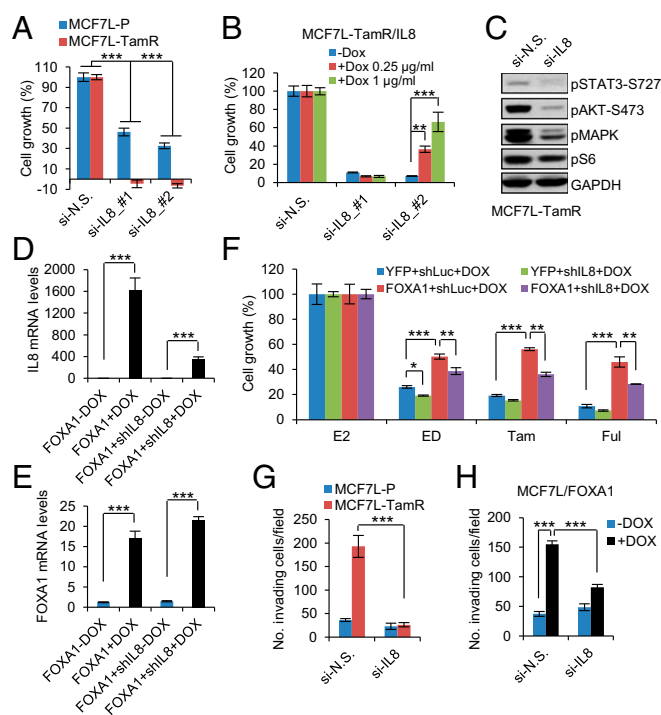 A
MCF7L-P
MCF7L-TamR
*** ***
Cell growth (%)
110
90
70
50
30
10
-10
si-N.S.
si-IL8_#1
si-IL8_#2
B
MCF7L-TamR/IL8
-Dox
+Dox 0.25 µg/ml
+Dox 1 µg/ml
***
**
Cell growth (%)
120
100
80
60
40
20
0
si-N.S.
si-IL8_#1
si-IL8_#2
C
si-N.S.
si-IL8
pSTAT3-S727
pAKT-S473
pMAPK
pS6
GAPDH
MCF7L-TamR
D
***
***
IL8 mRNA levels
2000
1600
1200
800
400
0
FOXA1-DOX
FOXA1+DOX
FOXA1+shIL8-DOX
FOXA1+shIL8+DOX
E
***
***
FOXA1 mRNA levels
25
20
15
10
5
0
FOXA1-DOX
FOXA1+DOX
FOXA1+shIL8-DOX
FOXA1+shIL8+DOX
F
YFP+shLuc+DOX
YFP+shIL8+DOX
FOXA1+shLuc+DOX
FOXA1+shIL8+DOX
*** **
*
*** **
*** **
Cell growth (%)
120
100
80
60
40
20
0
E2
ED
Tam
Ful
G
MCF7L-P
MCF7L-TamR
***
No. invading cells/field
250
200
150
100
50
0
si-N.S.
si-IL8
H
MCF7L/FOXA1
-DOX
+DOX
*** ***
No. invading cells/field
200
150
100
50
0
si-N.S.
si-IL8